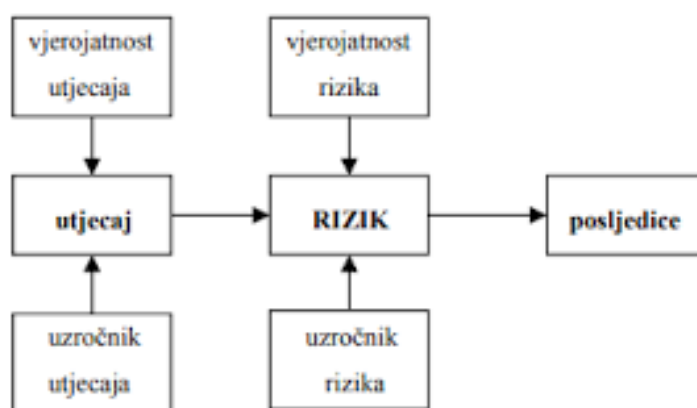 vjerojatnost
utjecaja
vjerojatnost
rizika
utjecaj
RIZIK
posljedice
uzročnik
utjecaja
uzročnik
rizika